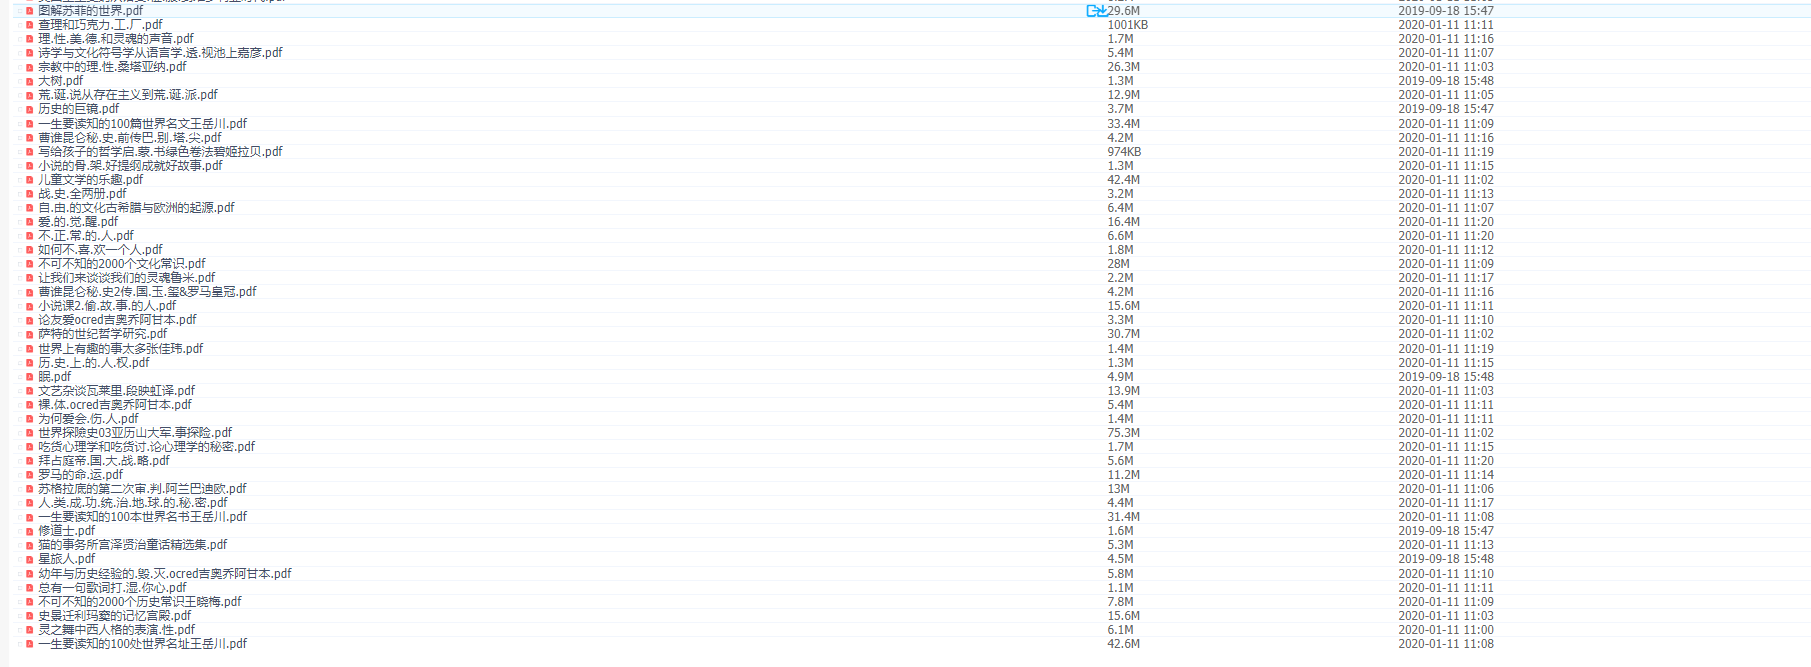 图解苏菲的世界.pdf 29.6M 2019-09-18 15:47
查理和巧克力.工.厂.pdf 1001KB 2020-01-11 11:11
理.性.美.德.和灵魂的声音.pdf 1.7M 2020-01-11 11:16
诗学与文化符号学从语言学.透.视池上嘉彦.pdf 5.4M 2020-01-11 11:07
宗教中的理.性.桑塔亚纳.pdf 26.3M 2020-01-11 11:03
大树.pdf 1.3M 2019-09-18 15:48
荒.诞.说从存在主义到荒.诞.派.pdf 12.9M 2020-01-11 11:05
历史的巨镜.pdf 3.7M 2019-09-18 15:47
一生要读知的100篇世界名文王岳川.pdf 33.4M 2020-01-11 11:09
曹谁昆仑秘.史.前传巴.别.塔.尖.pdf 4.2M 2020-01-11 11:16
写给孩子的哲学启.蒙.书绿色卷法碧姬拉贝.pdf 974KB 2020-01-11 11:19
小说的骨.架.好提纲成就好故事.pdf 1.3M 2020-01-11 11:15
儿童文学的乐趣.pdf 42.4M 2020-01-11 11:02
战.史.全两册.pdf 3.2M 2020-01-11 11:13
自.由.的文化古希腊与欧洲的起源.pdf 6.4M 2020-01-11 11:07
爱.的.觉.醒.pdf 16.4M 2020-01-11 11:20
不.正.常.的.人.pdf 6.6M 2020-01-11 11:20
如何不.喜.欢一个人.pdf 1.8M 2020-01-11 11:12
不可不知的2000个文化常识.pdf 28M 2020-01-11 11:09
让我们来谈谈我们的灵魂鲁米.pdf 2.2M 2020-01-11 11:17
曹谁昆仑秘.史2传.国.玉.玺&罗马皇冠.pdf 4.2M 2020-01-11 11:16
小说课2.偷.故.事.的人.pdf 15.6M 2020-01-11 11:11
论友爱ocred吉奥乔阿甘本.pdf 3.3M 2020-01-11 11:10
萨特的世纪哲学研究.pdf 30.7M 2020-01-11 11:02
世界上有趣的事太多张佳玮.pdf 1.4M 2020-01-11 11:19
历.史.上.的.人.权.pdf 1.3M 2020-01-11 11:15
眠.pdf 4.9M 2019-09-18 15:48
文艺杂谈瓦莱里.段映虹译.pdf 13.9M 2020-01-11 11:03
裸.体.ocred吉奥乔阿甘本.pdf 5.4M 2020-01-11 11:11
为何爱会.伤.人.pdf 1.4M 2020-01-11 11:11
世界探險史03亚历山大军.事探险.pdf 75.3M 2020-01-11 11:02
吃货心理学和吃货讨.论心理学的秘密.pdf 1.7M 2020-01-11 11:15
拜占庭帝.国.大.战.略.pdf 5.6M 2020-01-11 11:20
罗马的命.运.pdf 11.2M 2020-01-11 11:14
苏格拉底的第二次审.判.阿兰巴迪欧.pdf 13M 2020-01-11 11:06
人.类.成.功.统.治.地.球.的.秘.密.pdf 4.4M 2020-01-11 11:17
一生要读知的100本世界名书王岳川.pdf 31.4M 2020-01-11 11:08
修道士.pdf 1.6M 2019-09-18 15:47
猫的事务所宫泽贤治童话精选集.pdf 5.3M 2020-01-11 11:13
星旅人.pdf 4.5M 2019-09-18 15:48
幼年与历史经验的.毁.灭.ocred吉奥乔阿甘本.pdf 5.8M 2020-01-11 11:10
总有一句歌词打.湿.你心.pdf 1.1M 2020-01-11 11:11
不可不知的2000个历史常识王晓梅.pdf 7.8M 2020-01-11 11:09
史景迁利玛窦的记忆宫殿.pdf 15.6M 2020-01-11 11:03
灵之舞中西人格的表演.性.pdf 6.1M 2020-01-11 11:00
一生要读知的100处世界名址王岳川.pdf 42.6M 2020-01-11 11:08